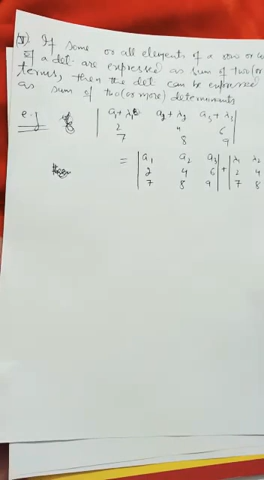 If some or all elements of a row or
of a det. are expressed as sum of two (or
terms, then the det can be expressed
as sum of two (or more) determinants
e.g | a₁ + λ₁ a₂ + λ₂ a₃ + λ₃ |
2 4 6
7 8 9
= | a₁ a₂ a₃ | + | λ₁ λ₂
2 4 6 2 4
7 8 9 7 8